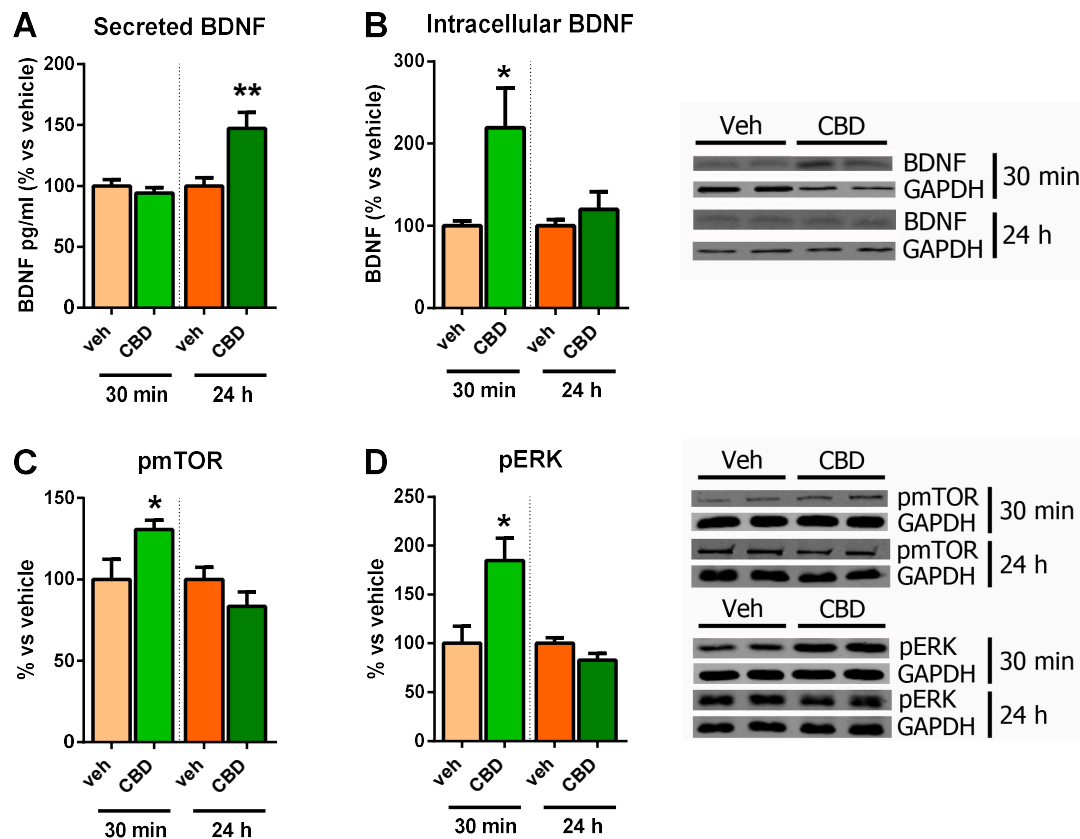 A Secreted BDNF
BDNF pg/ml (% vs vehicle)
200
150
100
50
0
**
veh
CBD
veh
CBD
30 min
24 h
B Intracellular BDNF
BDNF (% vs vehicle)
300
200
100
0
*
veh
CBD
veh
CBD
30 min
24 h
Veh CBD
BDNF
GAPDH
30 min
BDNF
GAPDH
24 h
C pmTOR
% vs vehicle
150
100
50
0
*
veh
CBD
veh
CBD
30 min
24 h
D pERK
% vs vehicle
250
200
150
100
50
0
*
veh
CBD
veh
CBD
30 min
24 h
Veh CBD
pmTOR
GAPDH
30 min
pmTOR
GAPDH
24 h
Veh CBD
pERK
GAPDH
30 min
pERK
GAPDH
24 h